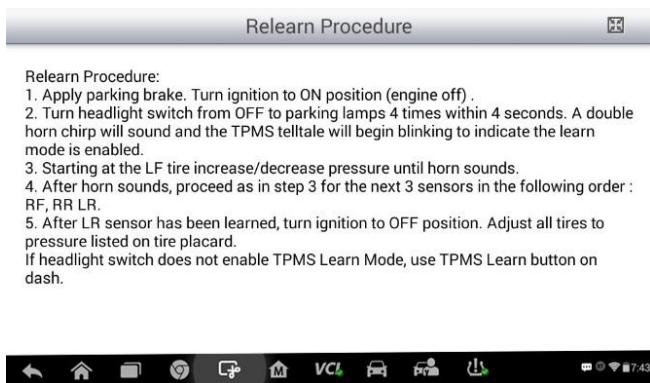 Relearn Procedure
Relearn Procedure:
1. Apply parking brake. Turn ignition to ON position (engine off) .
2. Turn headlight switch from OFF to parking lamps 4 times within 4 seconds. A double
horn chirp will sound and the TPMS telltale will begin blinking to indicate the learn
mode is enabled.
3. Starting at the LF tire increase/decrease pressure until horn sounds.
4. After horn sounds, proceed as in step 3 for the next 3 sensors in the following order :
RF, RR LR.
5. After LR sensor has been learned, turn ignition to OFF position. Adjust all tires to
pressure listed on tire placard.
If headlight switch does not enable TPMS Learn Mode, use TPMS Learn button on
dash.
M VCI 7:43